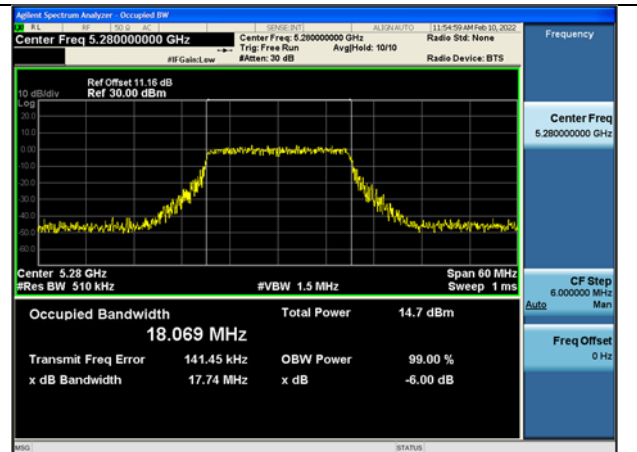 Agilent Spectrum Analyzer - Occupied BW
RL RF 50 Ω AC SENSE:INT ALIGNAUTO 11:54:59 AM Feb 10, 2022
Center Freq 5.280000000 GHz
Center Freq: 5.280000000 GHz
Radio Std: None
Trig: Free Run
Avg|Hold: 10/10
#IFGain:Low
#Atten: 30 dB
Radio Device: BTS
Frequency
Ref Offset 11.16 dB
10 dB/div
Ref 30.00 dBm
Log
20.0
10.0
0.00
-10.0
-20.0
-30.0
-40.0
-50.0
-60.0
Center 5.28 GHz
Span 60 MHz
#Res BW 510 kHz
#VBW 1.5 MHz
Sweep 1 ms
Center Freq
5.280000000 GHz
CF Step
6.000000 MHz
Auto Man
Freq Offset
0 Hz
Occupied Bandwidth
Total Power
14.7 dBm
18.069 MHz
Transmit Freq Error
141.45 kHz
OBW Power
99.00 %
x dB Bandwidth
17.74 MHz
x dB
-6.00 dB
MSG
STATUS